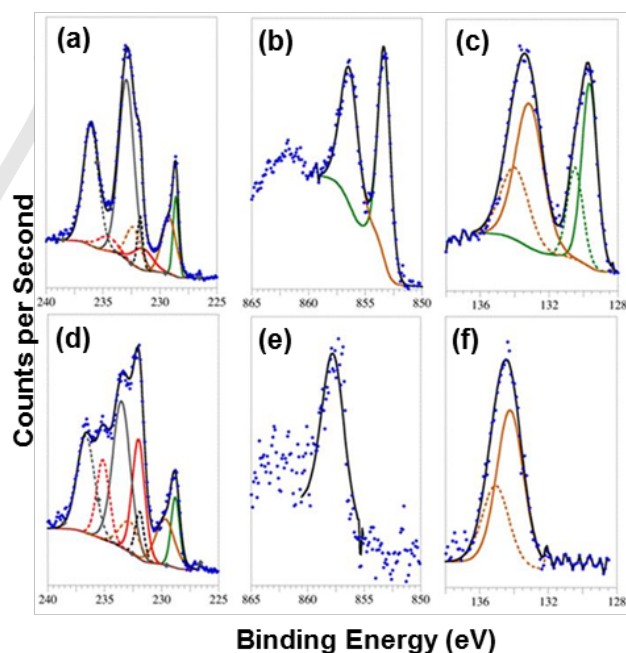 (a) (b) (c)
240 235 230 225 865 860 855 850 136 132 128
(d) (e) (f)
240 235 230 225 865 860 855 850 136 132 128
Counts per Second
Binding Energy (eV)